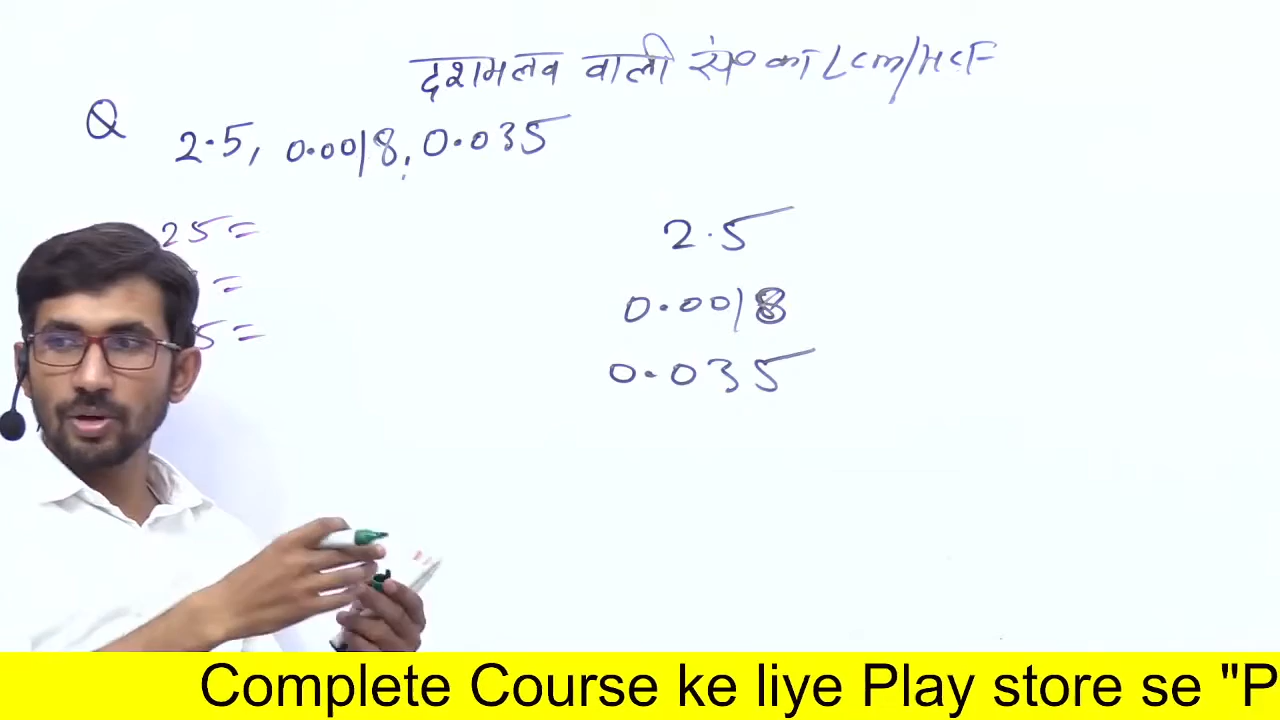 दशमलव वाली सं० का Lcm/HCF
Q 2.5, 0.0018, 0.035
25 =
=
5 =
2.5
0.0018
0.035
Complete Course ke liye Play store se "P